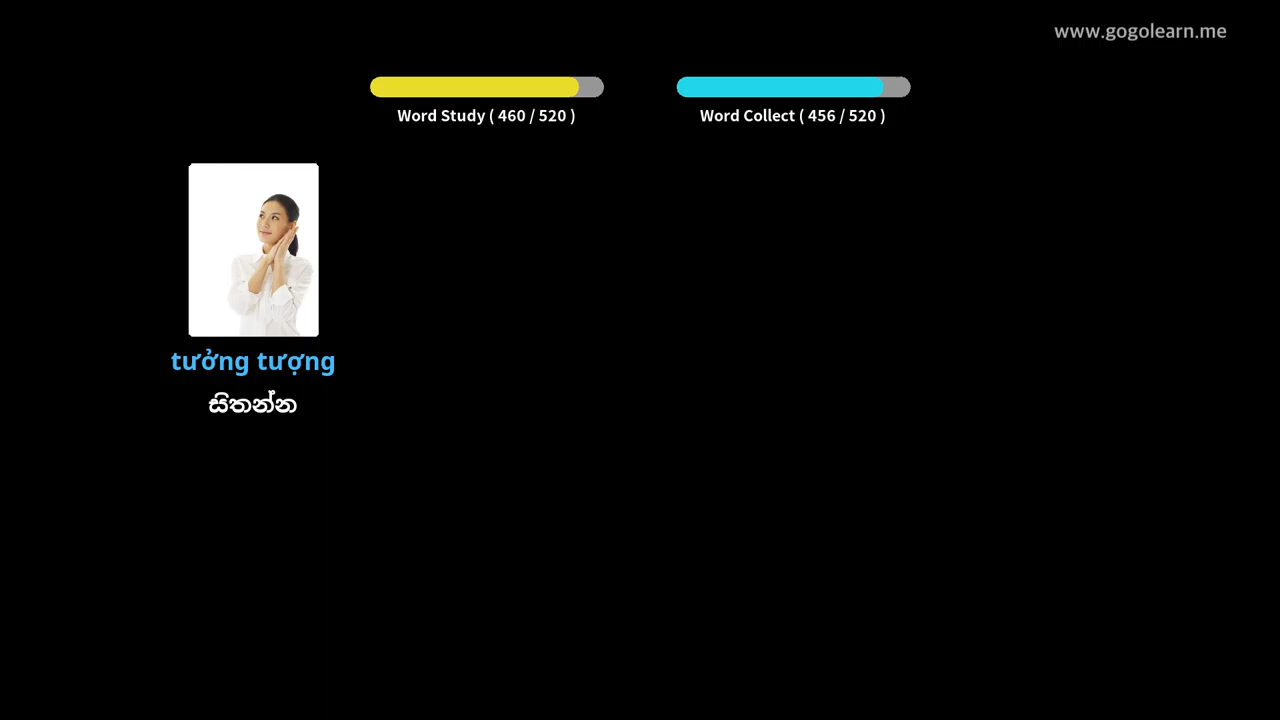 www.gogolearn.me
Word Study ( 460 / 520 )
Word Collect ( 456 / 520 )
tưởng tượng
සිතන්න